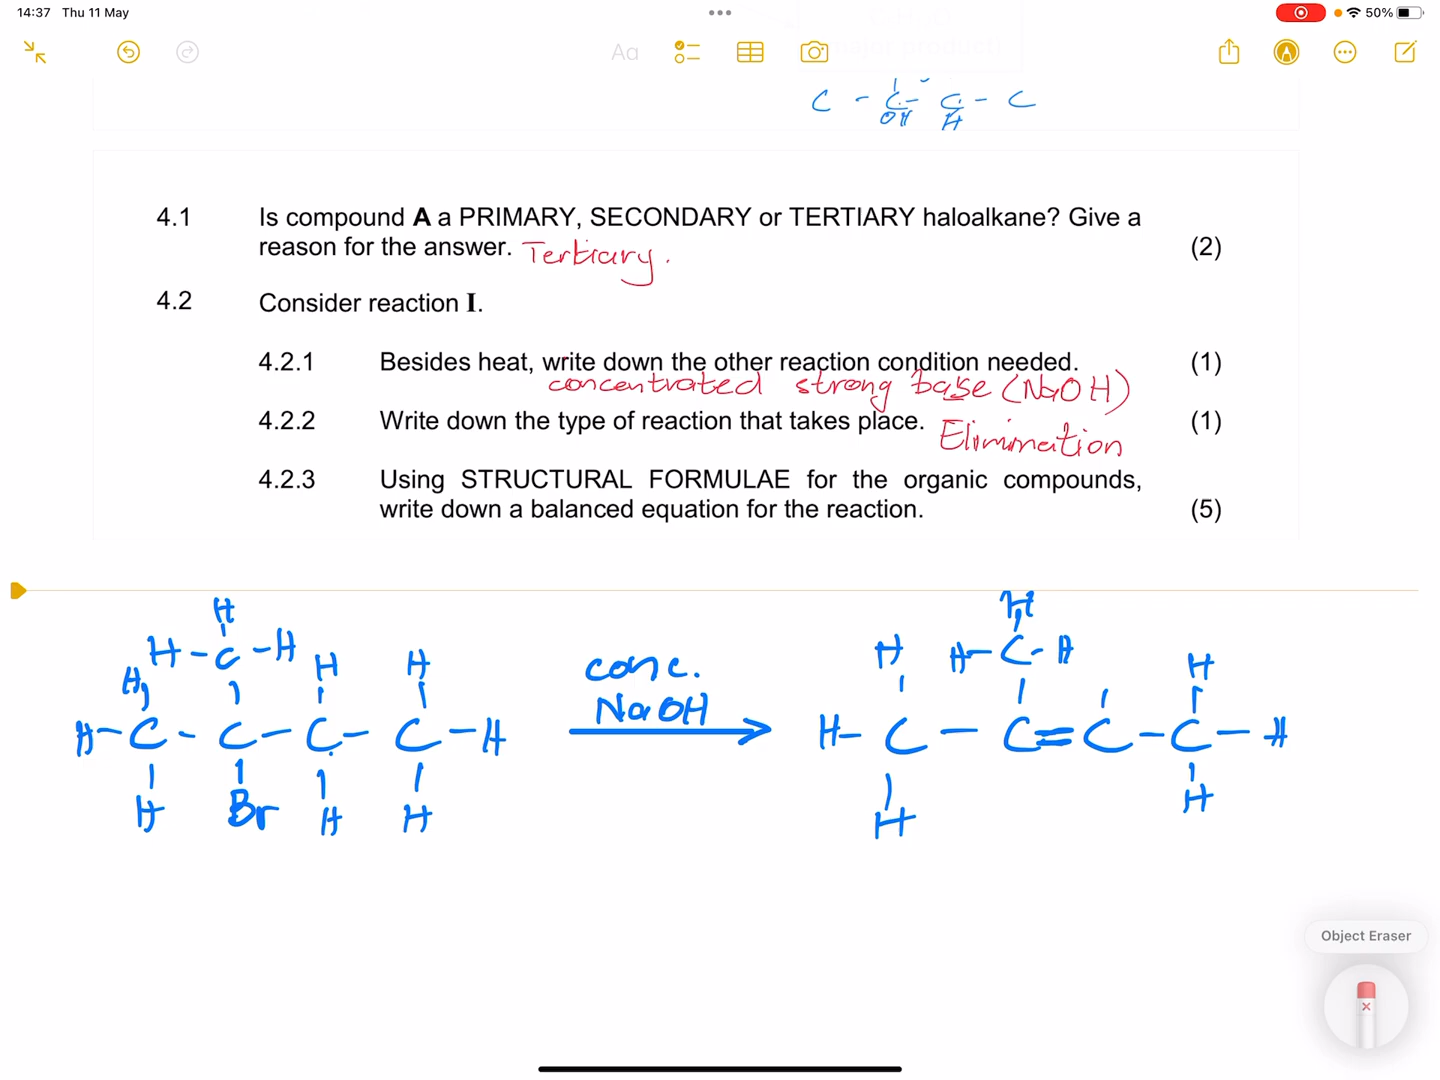 14:37 Thu 11 May
50%
Aa
C - C - C - C
OH H
4.1 Is compound A a PRIMARY, SECONDARY or TERTIARY haloalkane? Give a
reason for the answer. Tertiary. (2)
4.2 Consider reaction I.
4.2.1 Besides heat, write down the other reaction condition needed. (1)
concentrated strong base (NaOH)
4.2.2 Write down the type of reaction that takes place. (1)
Elimination
4.2.3 Using STRUCTURAL FORMULAE for the organic compounds,
write down a balanced equation for the reaction. (5)
H H
H - C - H H H conc. H H - C - H H
H NaOH
H - C - C - C - C - H H - C - C = C - C - H
H Br H H H H
Object Eraser